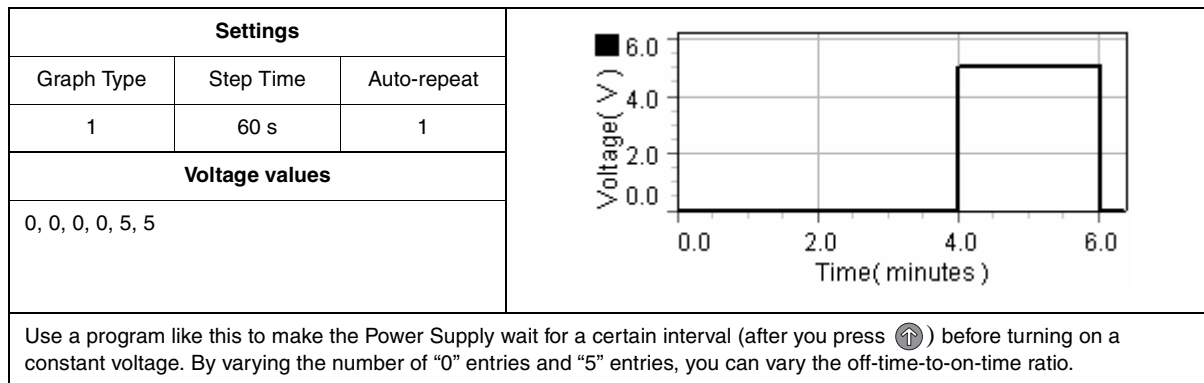 Settings
Graph Type Step Time Auto-repeat
1 60 s 1
Voltage values
0, 0, 0, 0, 5, 5
6.0
4.0
2.0
0.0
Voltage( V )
0.0 2.0 4.0 6.0
Time( minutes )
Use a program like this to make the Power Supply wait for a certain interval (after you press ) before turning on a
constant voltage. By varying the number of “0” entries and “5” entries, you can vary the off-time-to-on-time ratio.